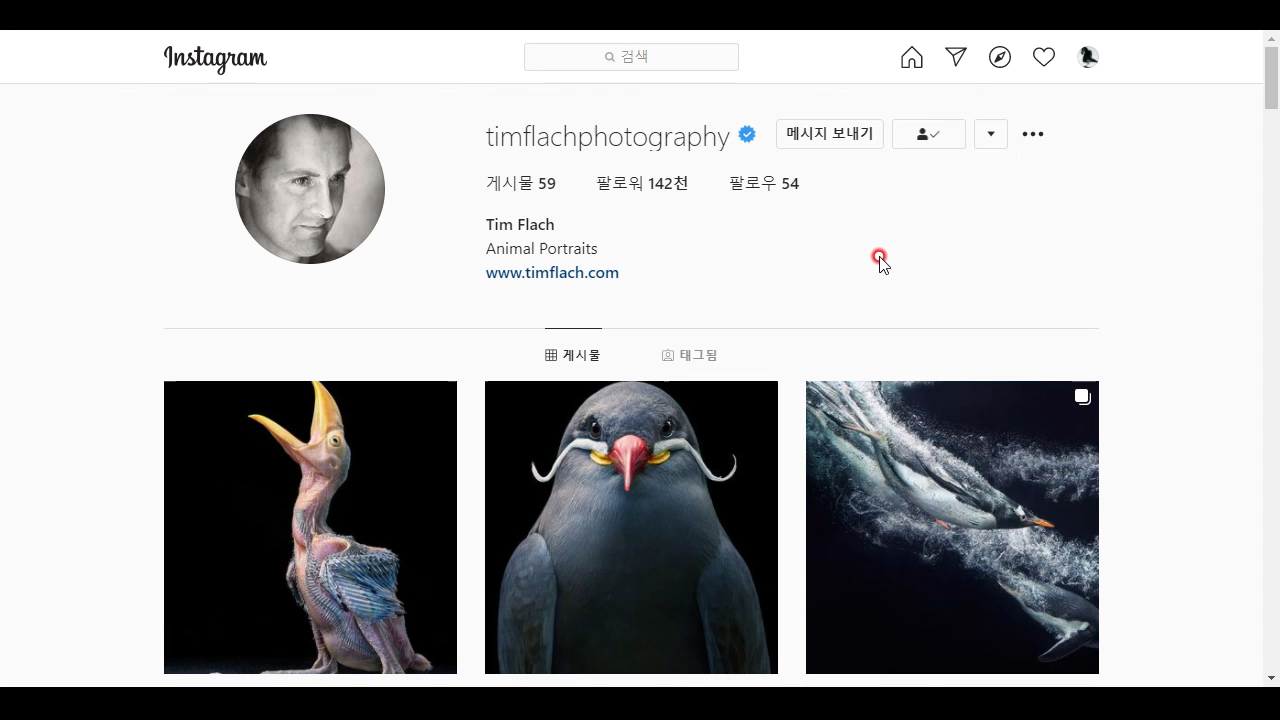 Instagram
검색
timflachphotography
메시지 보내기
게시물 59 팔로워 142천 팔로우 54
Tim Flach
Animal Portraits
www.timflach.com
게시물
태그됨